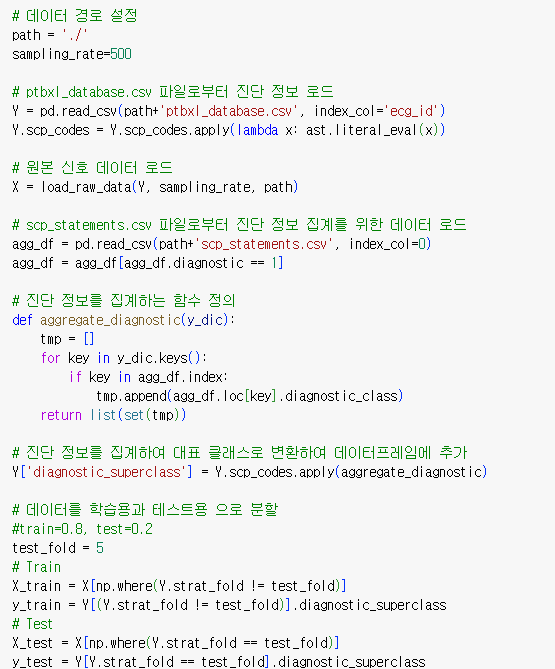 # 데이터 경로 설정
path = './'
sampling_rate=500

# ptbxl_database.csv 파일로부터 진단 정보 로드
Y = pd.read_csv(path+'ptbxl_database.csv', index_col='ecg_id')
Y.scp_codes = Y.scp_codes.apply(lambda x: ast.literal_eval(x))

# 원본 신호 데이터 로드
X = load_raw_data(Y, sampling_rate, path)

# scp_statements.csv 파일로부터 진단 정보 집계를 위한 데이터 로드
agg_df = pd.read_csv(path+'scp_statements.csv', index_col=0)
agg_df = agg_df[agg_df.diagnostic == 1]

# 진단 정보를 집계하는 함수 정의
def aggregate_diagnostic(y_dic):
    tmp = []
    for key in y_dic.keys():
        if key in agg_df.index:
            tmp.append(agg_df.loc[key].diagnostic_class)
    return list(set(tmp))

# 진단 정보를 집계하여 대표 클래스로 변환하여 데이터프레임에 추가
Y['diagnostic_superclass'] = Y.scp_codes.apply(aggregate_diagnostic)

# 데이터를 학습용과 테스트용 으로 분할
#train=0.8, test=0.2
test_fold = 5
# Train
X_train = X[np.where(Y.strat_fold != test_fold)]
y_train = Y[(Y.strat_fold != test_fold)].diagnostic_superclass
# Test
X_test = X[np.where(Y.strat_fold == test_fold)]
y_test = Y[Y.strat_fold == test_fold].diagnostic_superclass